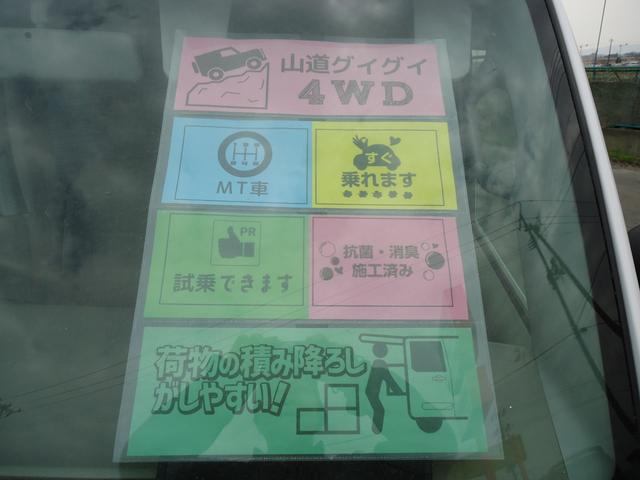 山道グイグイ
4WD
MT車
すぐ
乗れます
PR
試乗できます
抗菌・消臭
施工済み
荷物の積み降ろし
がしやすい!